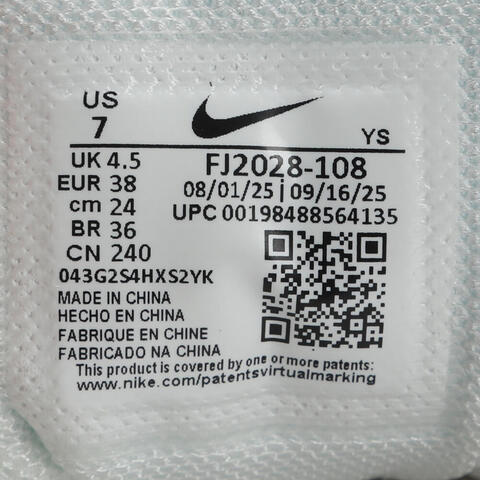 US
7
YS
UK 4.5
EUR 38
cm 24
BR 36
CN 240
FJ2028-108
08/01/25 | 09/16/25
UPC 00198488564135
043G2S4HXS2YK
MADE IN CHINA
HECHO EN CHINA
FABRIQUE EN CHINE
FABRICADO NA CHINA
This product is covered by one or more patents:
www.nike.com/patentsvirtualmarking